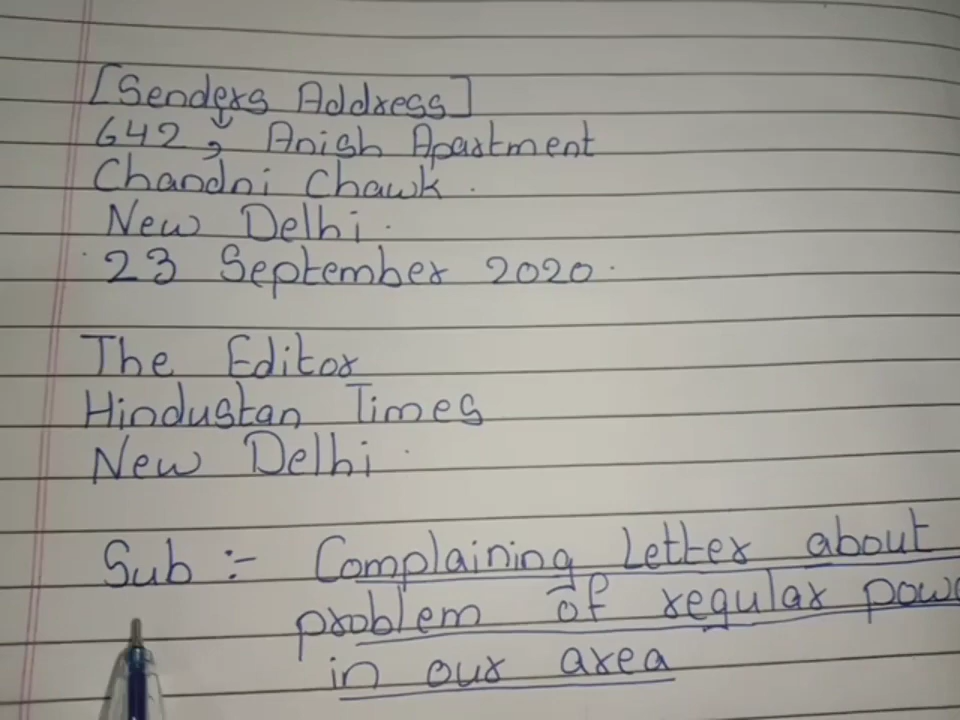 [Senders Address]
642, Anish Apartment
Chandni Chawk.
New Delhi.
23 September 2020.
The Editor
Hindustan Times
New Delhi.
Sub :- Complaining Letter about
problem of regular
in our area